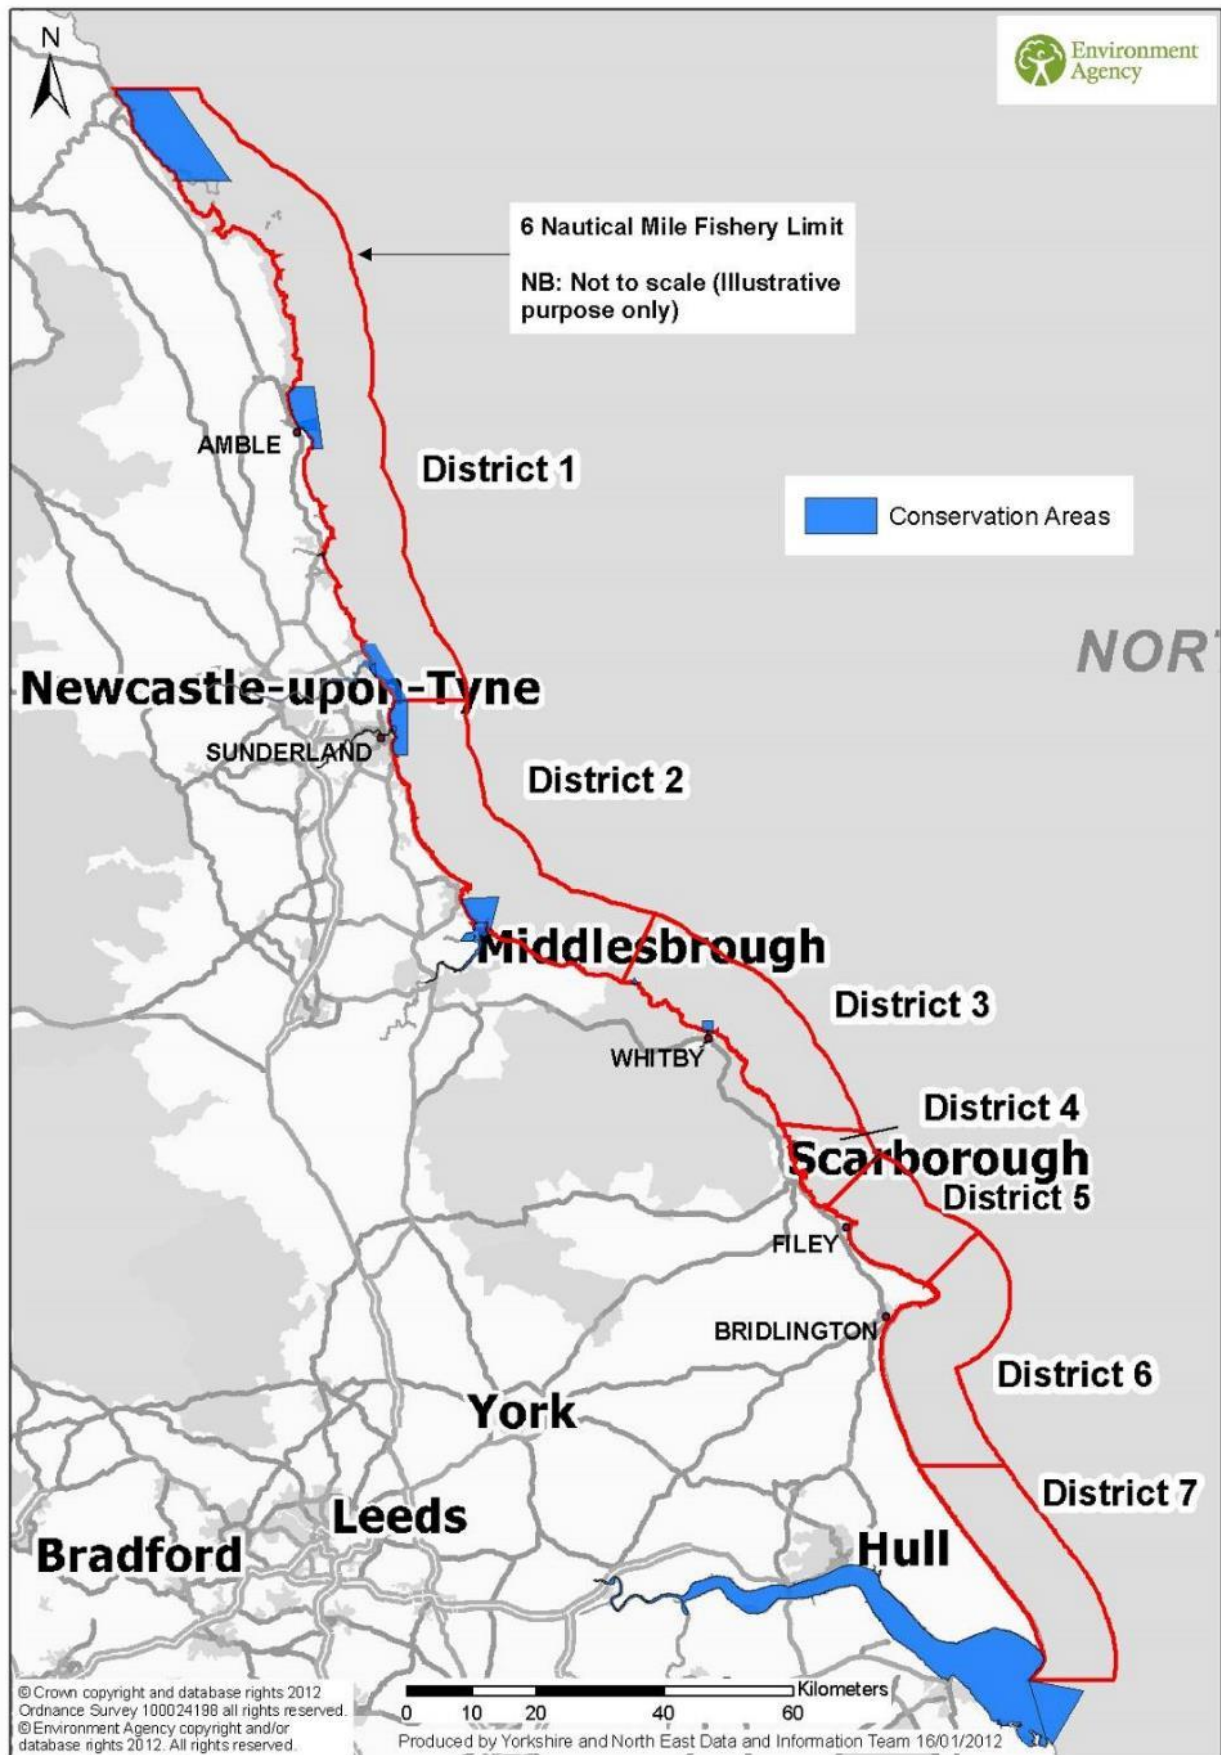 N
Environment
Agency
6 Nautical Mile Fishery Limit
NB: Not to scale (Illustrative
purpose only)
AMBLE
District 1
Conservation Areas
NORT
Newcastle-upon-Tyne
SUNDERLAND
District 2
Middlesbrough
District 3
WHITBY
District 4
Scarborough
District 5
FILEY
BRIDLINGTON
District 6
York
District 7
Leeds
Hull
Bradford
© Crown copyright and database rights 2012
Ordnance Survey 100024198 all rights reserved.
© Environment Agency copyright and/or
database rights 2012. All rights reserved.
Kilometers
0 10 20 40 60
Produced by Yorkshire and North East Data and Information Team 16/01/2012